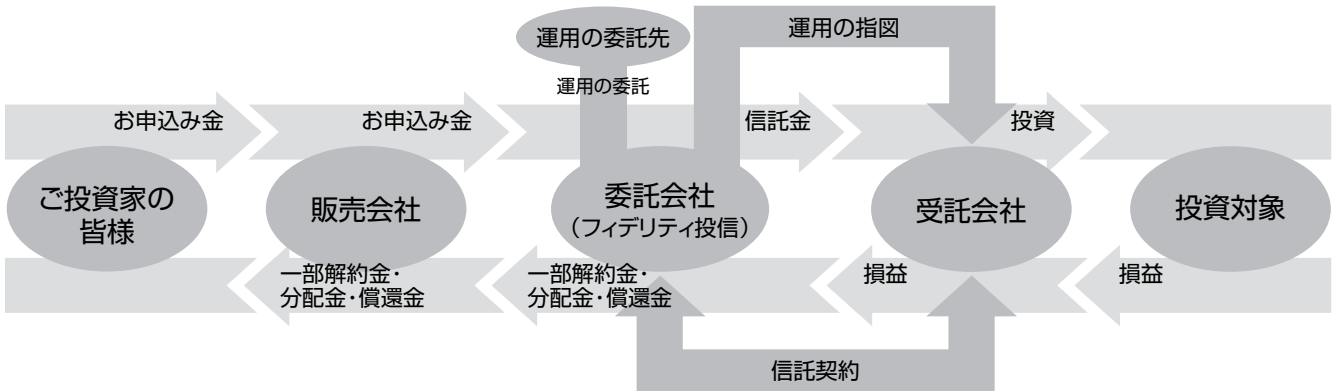 運用の委託先
運用の指図
運用の委託
お申込み金
お申込み金
信託金
投資
ご投資家の
皆様
販売会社
委託会社
（フィデリティ投信）
受託会社
投資対象
一部解約金・
分配金・償還金
一部解約金・
分配金・償還金
損益
損益
信託契約